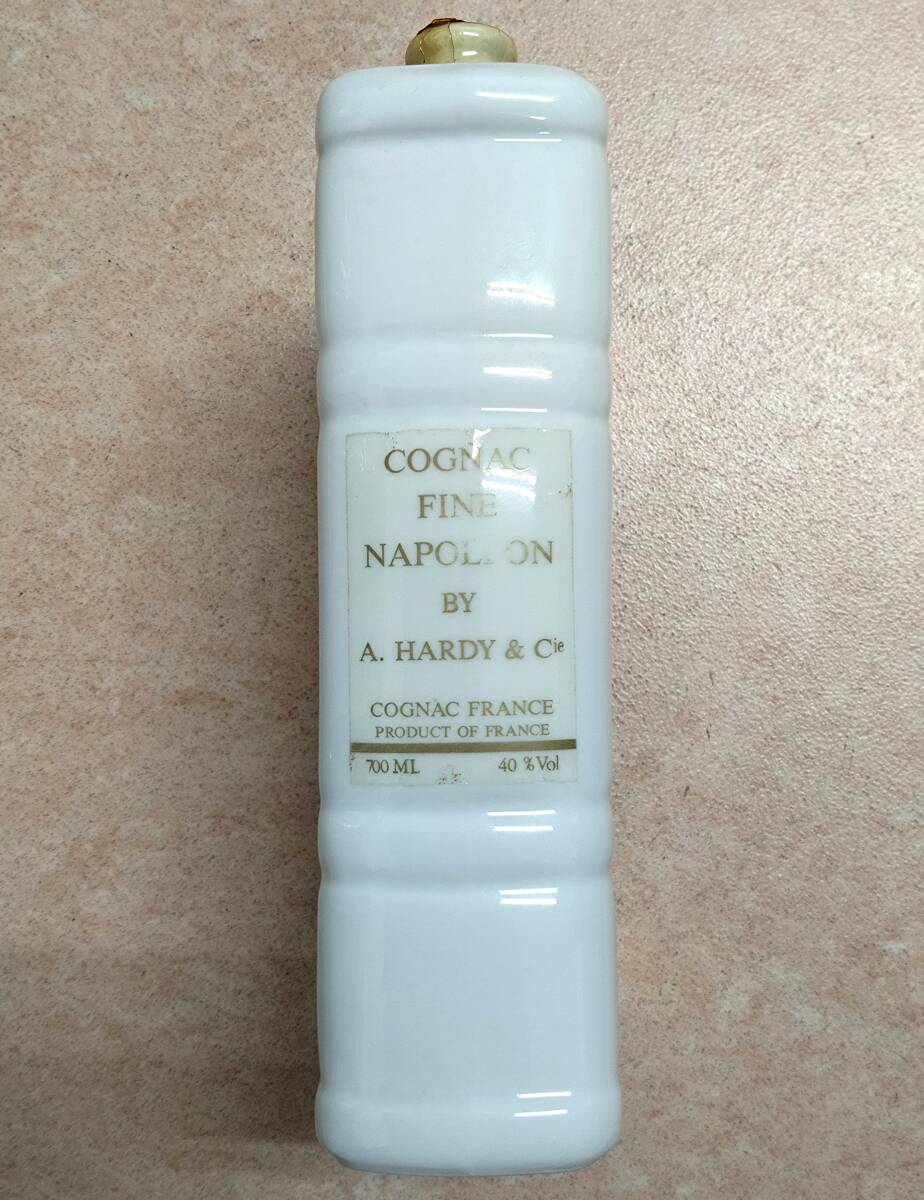 COGNAC
FINE
NAPOLEON
BY
A. HARDY & Cie
COGNAC FRANCE
PRODUCT OF FRANCE
700 ML 40 % Vol